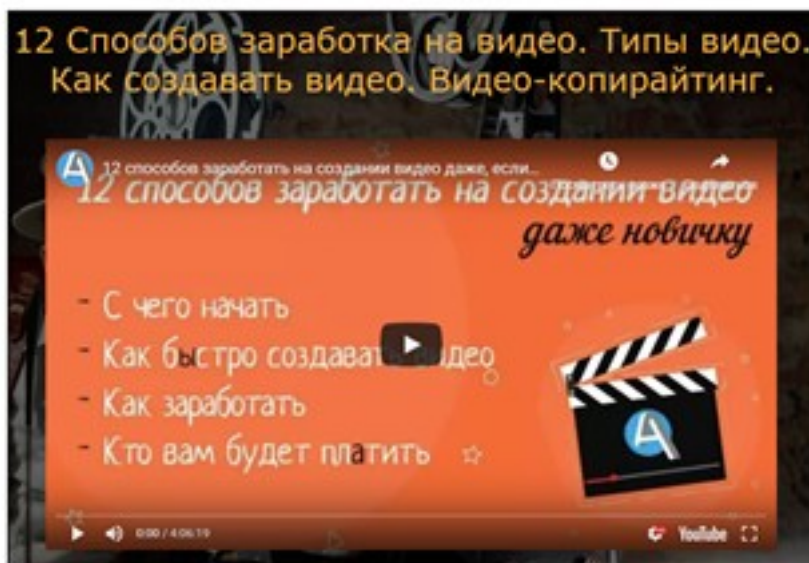 12 Способов заработка на видео. Типы видео.
Как создавать видео. Видео-копирайтинг.
12 способов заработать на создании видео даже, если...
12 способов заработать на создании видео
даже новичку
- С чего начать
- Как быстро создавать видео
- Как заработать
- Кто вам будет платить
0:00 / 4:06:19
YouTube